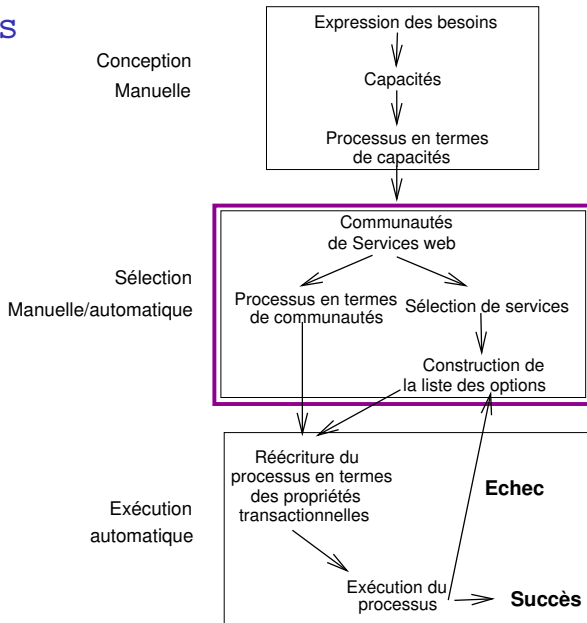 s
Expression des besoins
Conception
Manuelle
Capacités
Processus en termes
de capacités
Communautés
de Services web
Sélection
Manuelle/automatique
Processus en termes
de communautés
Sélection de services
Construction de
la liste des options
Réécriture du
processus en termes
des propriétés
transactionnelles
Echec
Exécution
automatique
Exécution du
processus
Succès